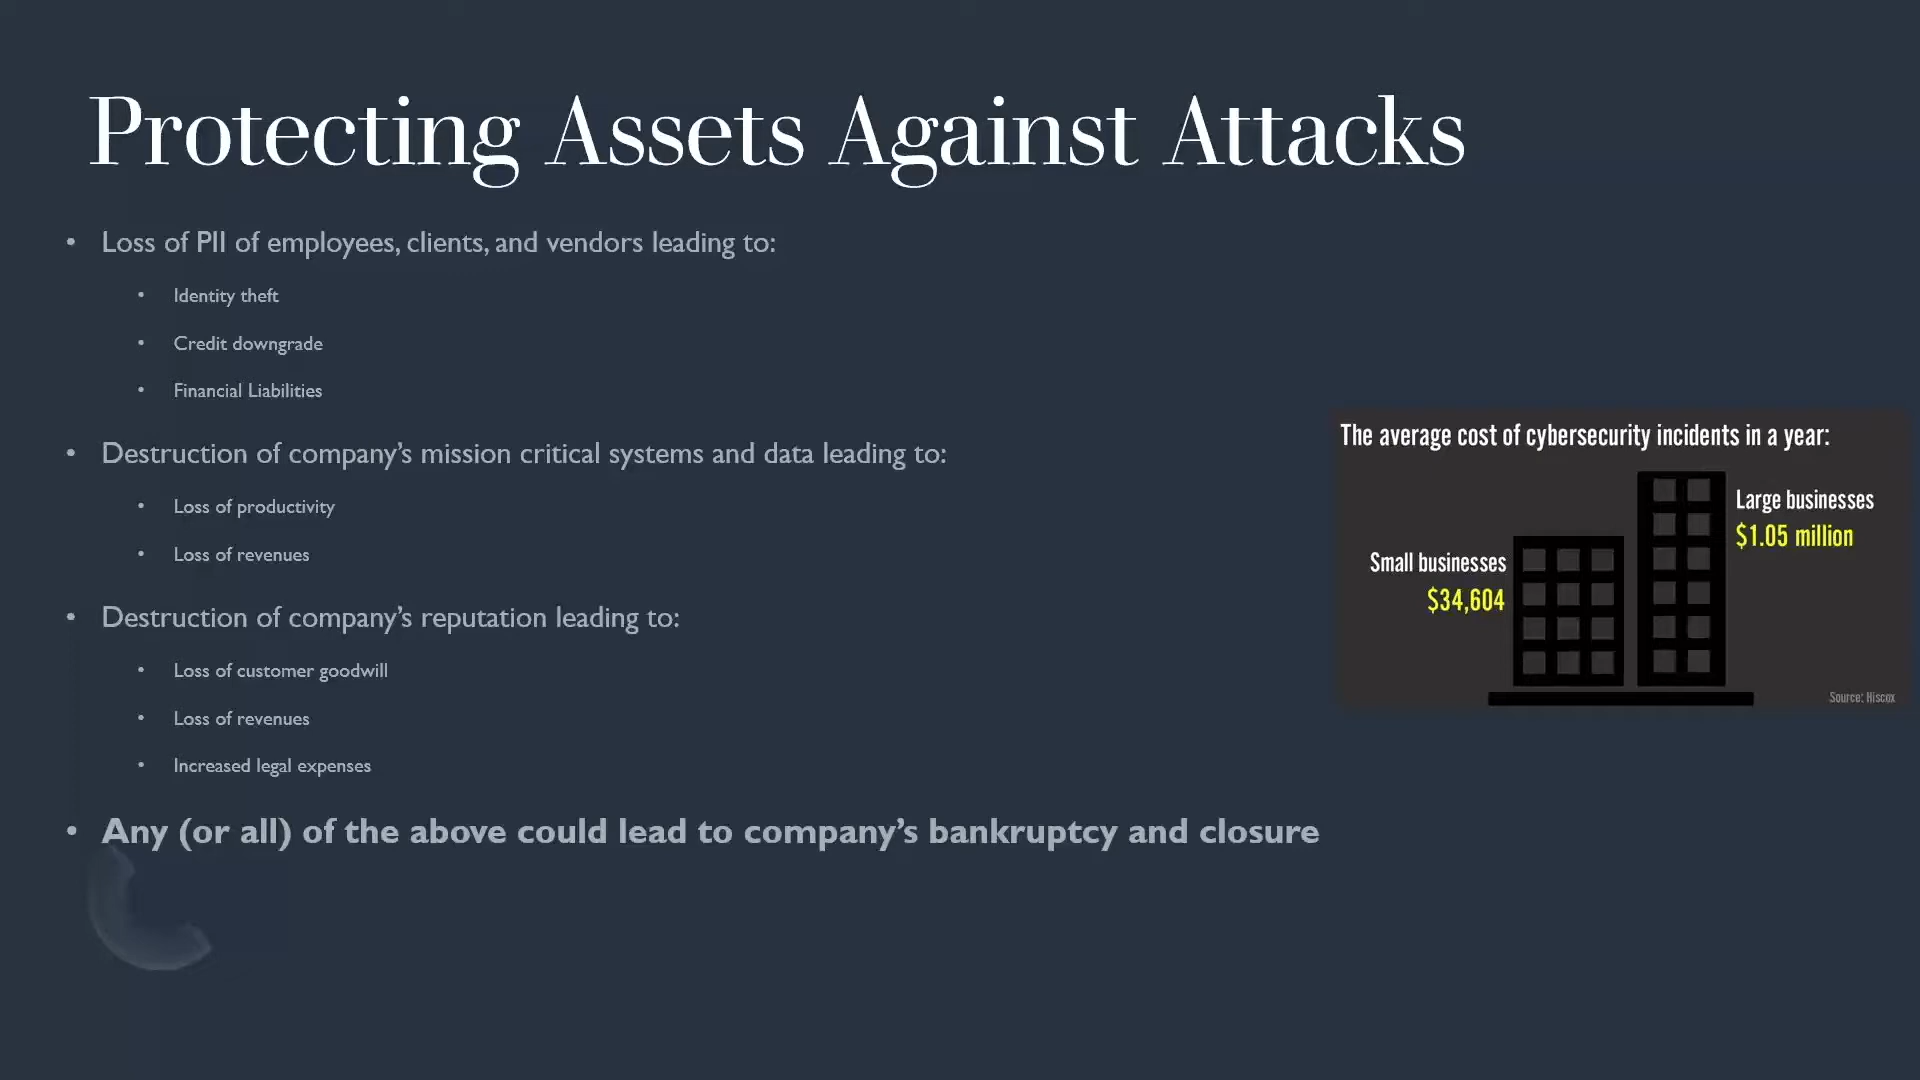 Protecting Assets Against Attacks
• Loss of PII of employees, clients, and vendors leading to:
• Identity theft
• Credit downgrade
• Financial Liabilities
• Destruction of company’s mission critical systems and data leading to:
• Loss of productivity
• Loss of revenues
• Destruction of company’s reputation leading to:
• Loss of customer goodwill
• Loss of revenues
• Increased legal expenses
• Any (or all) of the above could lead to company’s bankruptcy and closure
The average cost of cybersecurity incidents in a year:
Small businesses
$34,604
Large businesses
$1.05 million
Source: Hiscox